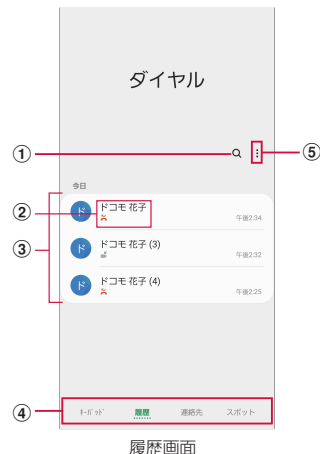 ダイヤル
① ⑤
今日
② ドコモ 花子
午後2:34
③ ドコモ 花子 (3)
午後2:32
ドコモ 花子 (4)
午後2:25
④ キーパッド 履歴 連絡先 スポット
履歴画面